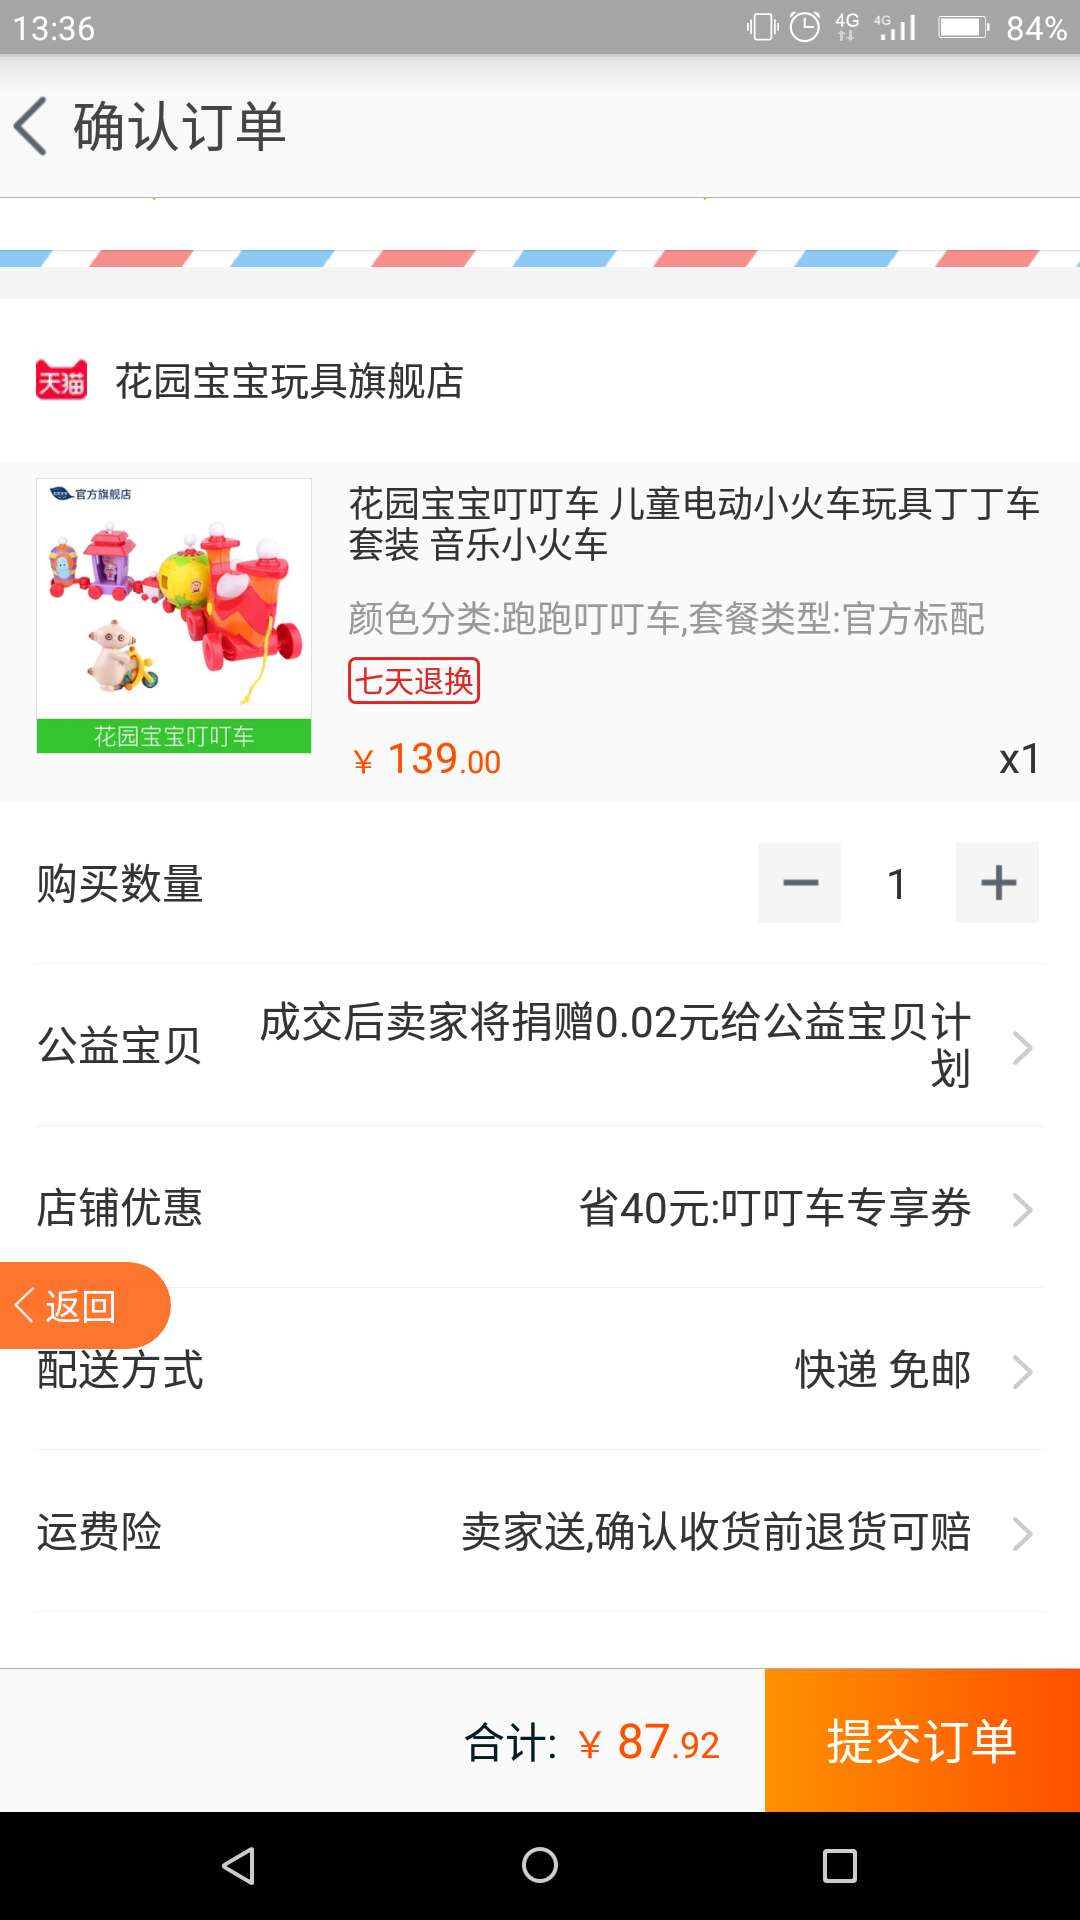 13:36
4G
4G
84%
确认订单
天猫
花园宝宝玩具旗舰店
官方旗舰店
花园宝宝叮叮车
花园宝宝叮叮车 儿童电动小火车玩具丁丁车
套装 音乐小火车
颜色分类:跑跑叮叮车,套餐类型:官方标配
七天退换
￥ 139.00
x1
购买数量
1
公益宝贝
成交后卖家将捐赠0.02元给公益宝贝计
划
店铺优惠
省40元:叮叮车专享券
返回
配送方式
快递 免邮
运费险
卖家送,确认收货前退货可赔
合计: ￥ 87.92
提交订单